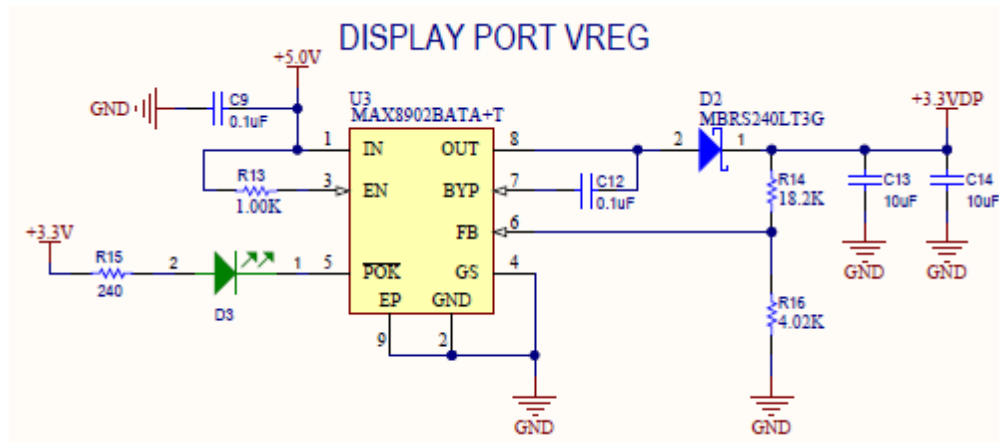 DISPLAY PORT VREG
+5.0V
GND
C9
0.1uF
U3
MAX8902BATA+T
D2
MBRS240LT3G
+3.3VDP
1
IN
OUT
8
2
1
R13
1.00K
3
EN
BYP
7
C12
0.1uF
R14
18.2K
C13
10uF
C14
10uF
FB
6
+3.3V
R15
240
2
D3
1
5
POK
GS
4
GND
GND
EP
GND
9
2
R16
4.02K
GND
GND